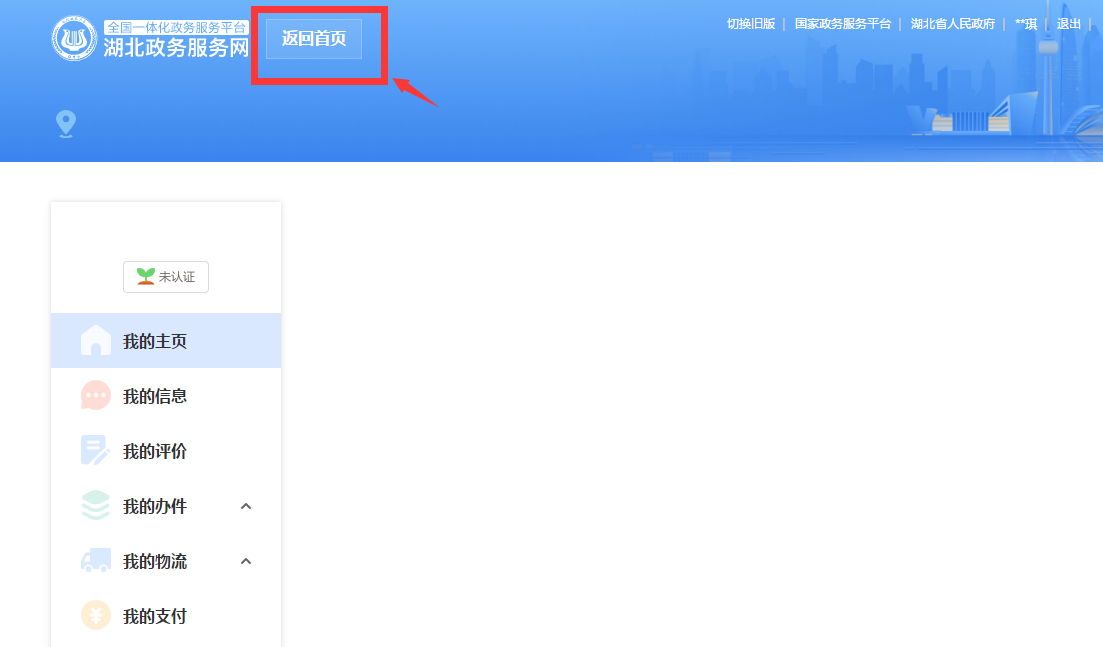 全国一体化政务服务平台
湖北政务服务网
返回首页
切换旧版 | 国家政务服务平台 | 湖北省人民政府 | **琪 | 退出 |
未认证
我的主页
我的信息
我的评价
我的办件
我的物流
我的支付